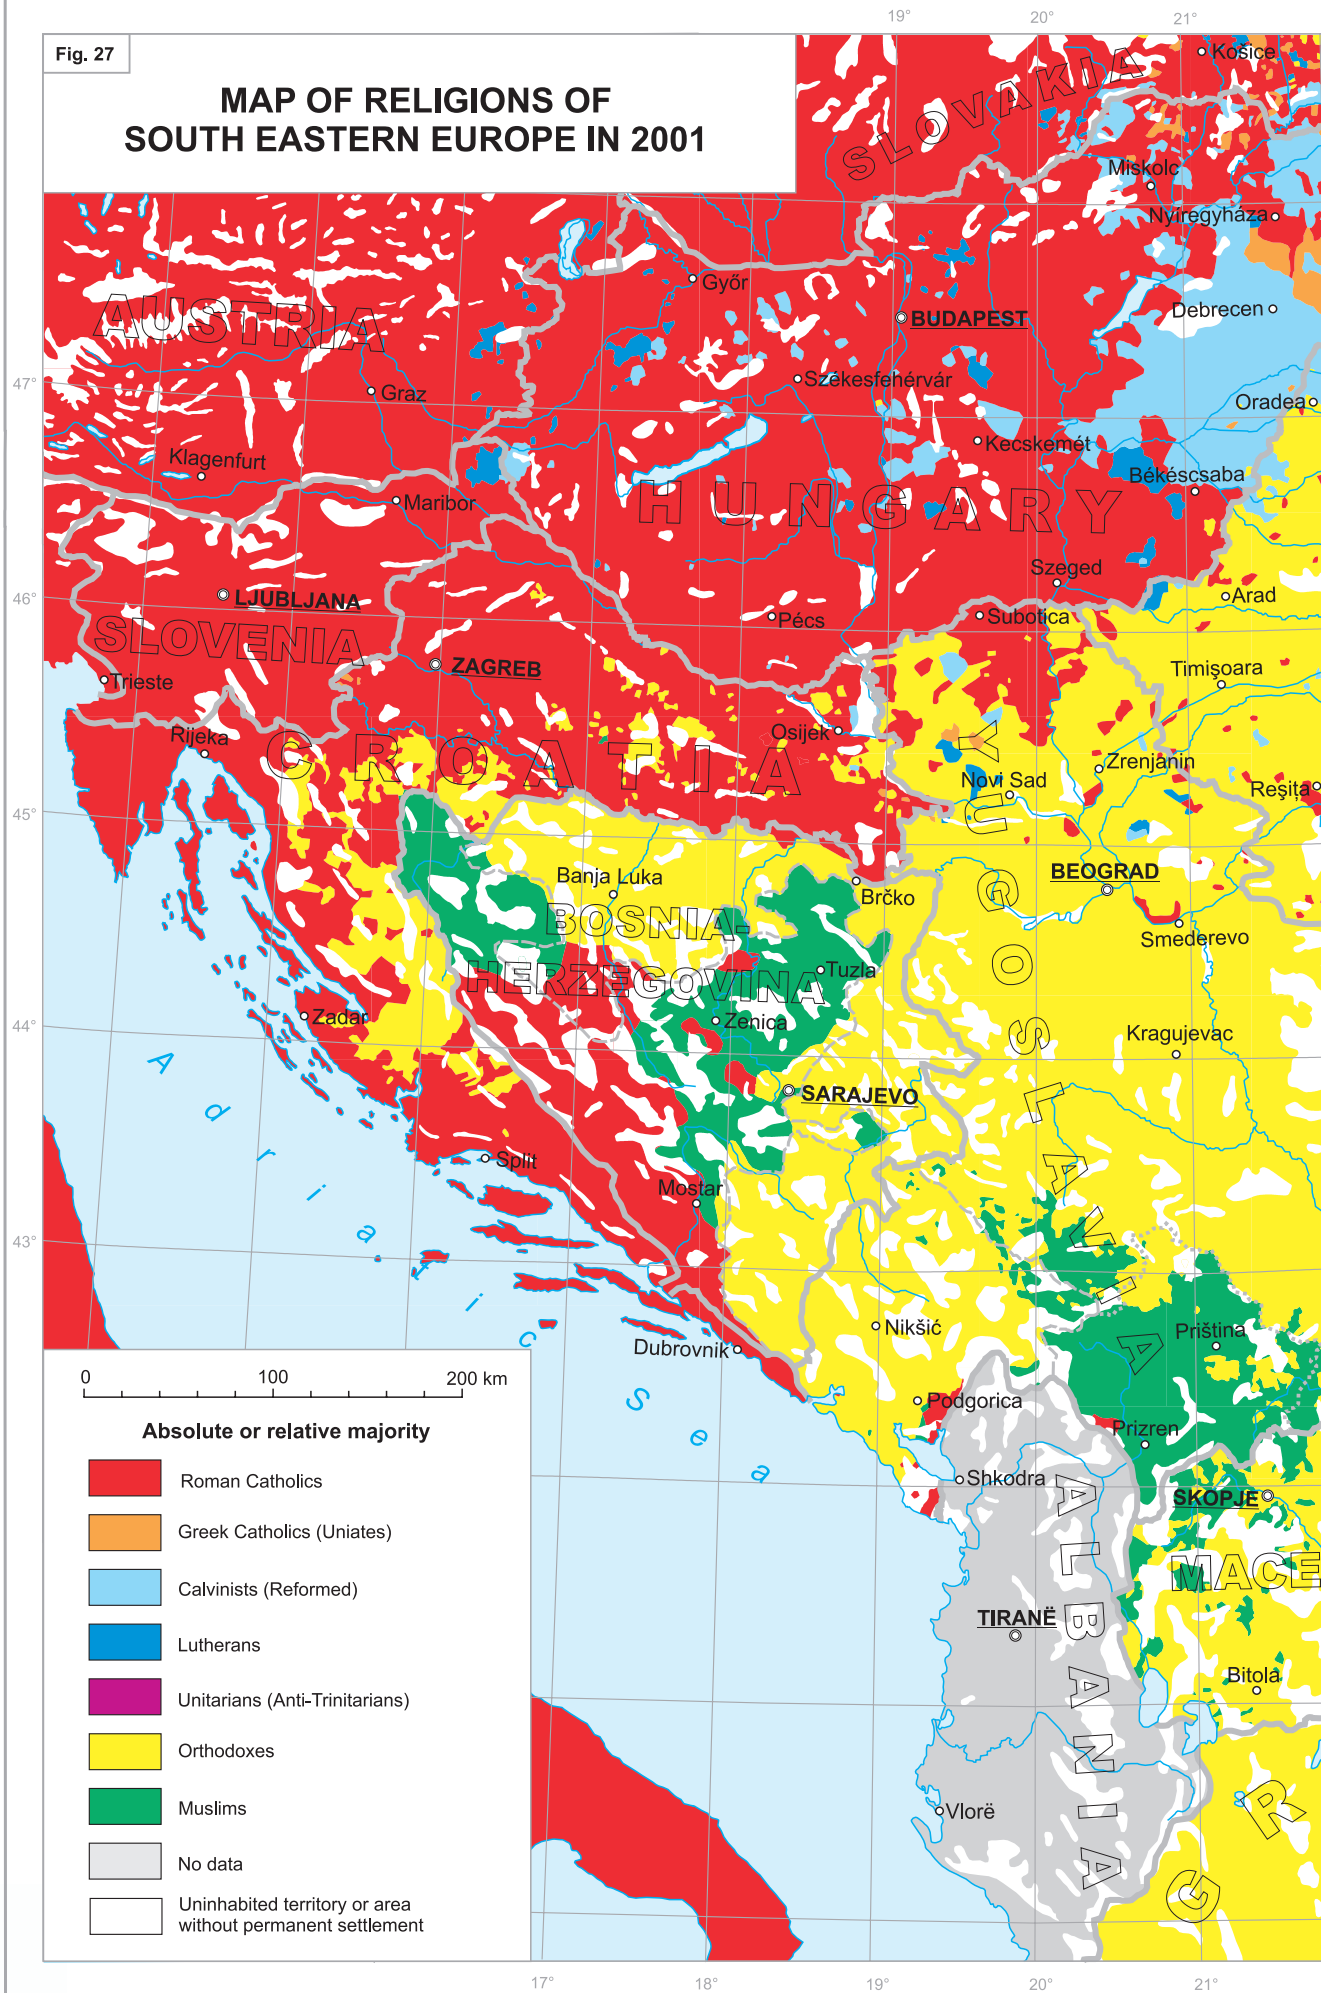 19°
20°
21°
Fig. 27
MAP OF RELIGIONS OF
SOUTH EASTERN EUROPE IN 2001
SLOVAKIA
Košice
Miskolc
Nyíregyháza
Győr
BUDAPEST
Debrecen
AUSTRIA
47°
Graz
Székesfehérvár
Oradea
Kecskemét
Klagenfurt
Békéscsaba
Maribor
HUNGARY
Szeged
46°
LJUBLJANA
Arad
Pécs
Subotica
SLOVENIA
ZAGREB
Timişoara
Trieste
Rijeka
Osijek
CROATIA
Zrenjanin
Novi Sad
Reşiţa
45°
YUGOSLAVIA
BEOGRAD
Banja Luka
Brčko
BOSNIA-
HERZEGOVINA
Smederevo
Tuzla
44°
Zadar
Zenica
Kragujevac
SARAJEVO
Adriatic Sea
Split
Mostar
43°
Nikšić
Priština
Dubrovnik
Podgorica
Prizren
Shkodra
SKOPJE
ALBANIA
MACE
TIRANË
Bitola
Vlorë
G R
0
100
200 km
Absolute or relative majority
Roman Catholics
Greek Catholics (Uniates)
Calvinists (Reformed)
Lutherans
Unitarians (Anti-Trinitarians)
Orthodoxes
Muslims
No data
Uninhabited territory or area
without permanent settlement
17°
18°
19°
20°
21°